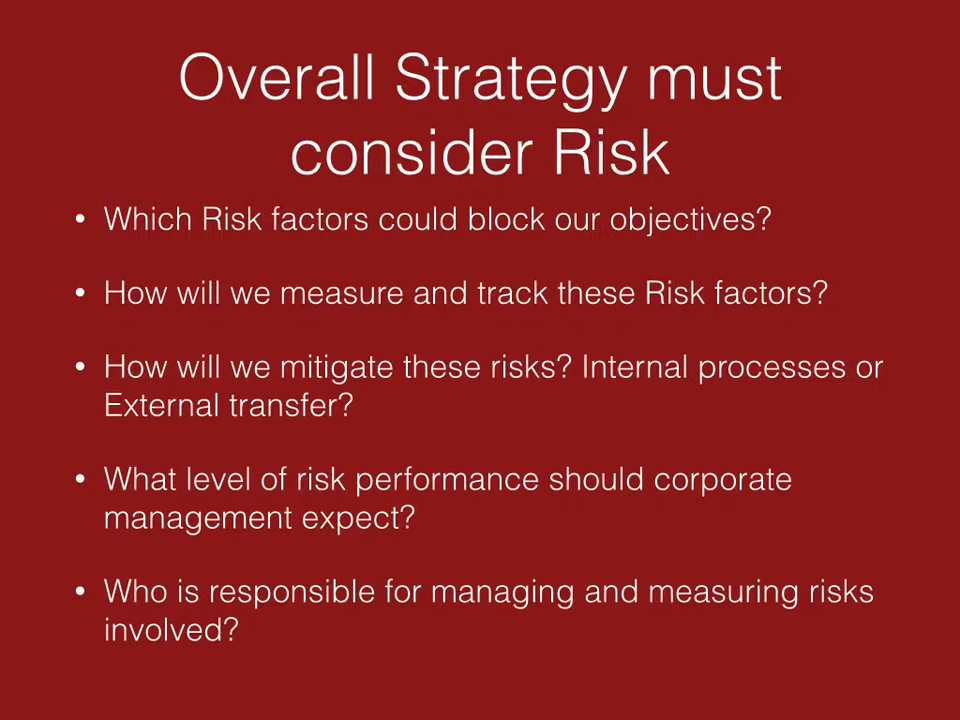 Overall Strategy must
consider Risk
• Which Risk factors could block our objectives?
• How will we measure and track these Risk factors?
• How will we mitigate these risks? Internal processes or
External transfer?
• What level of risk performance should corporate
management expect?
• Who is responsible for managing and measuring risks
involved?